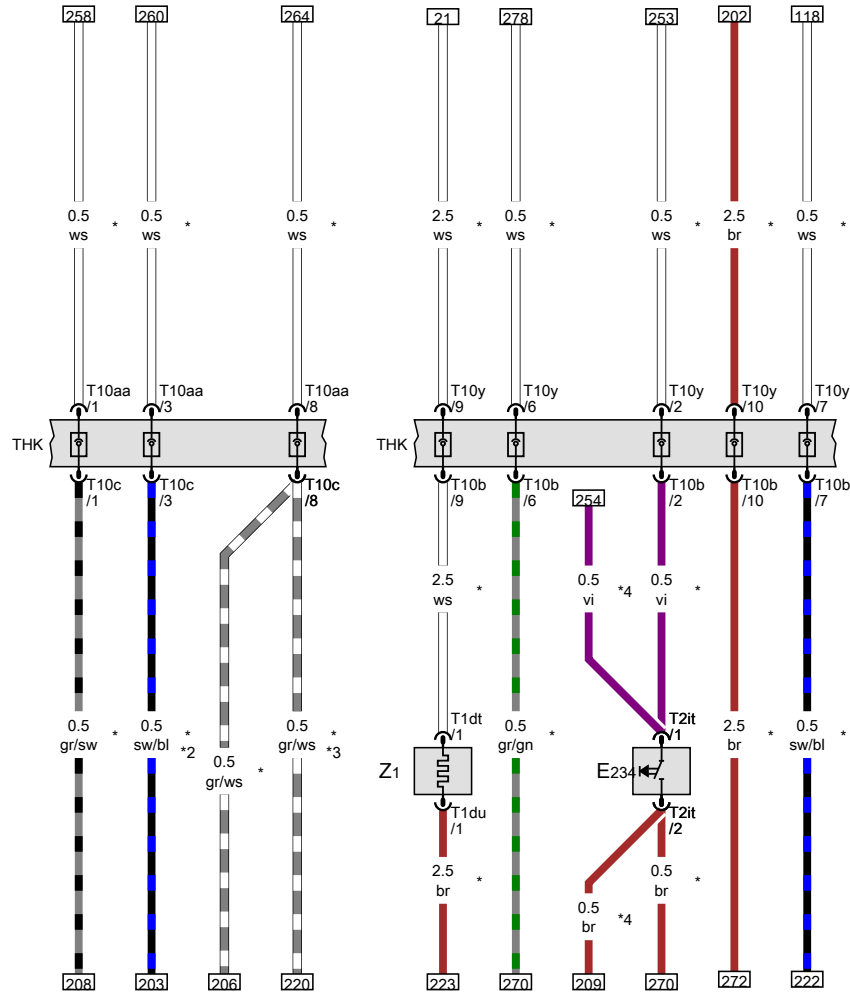 258 260 264 21 278 253 202 118
0.5 0.5 0.5 2.5 0.5 0.5 2.5 0.5
ws * ws * ws * ws * ws * ws * br * ws *
T10aa T10aa T10aa T10y T10y T10y T10y T10y
/1 /3 /8 /9 /6 /2 /10 /7
THK THK
T10c T10c T10c T10b T10b T10b T10b T10b
/1 /3 /8 /9 /6 /2 /10 /7
254
2.5 0.5 0.5
ws * vi *4 vi *
T1dt T2it
/1 /1
0.5 0.5 0.5 0.5 2.5 0.5
gr/sw * sw/bl * gr/ws * gr/gn * br * sw/bl *
*2 *3
0.5
gr/ws *
Z1 E234
T1du T2it
/1 /2
2.5 0.5
br * br *
0.5
br *4
208 203 206 220 223 270 209 270 272 222